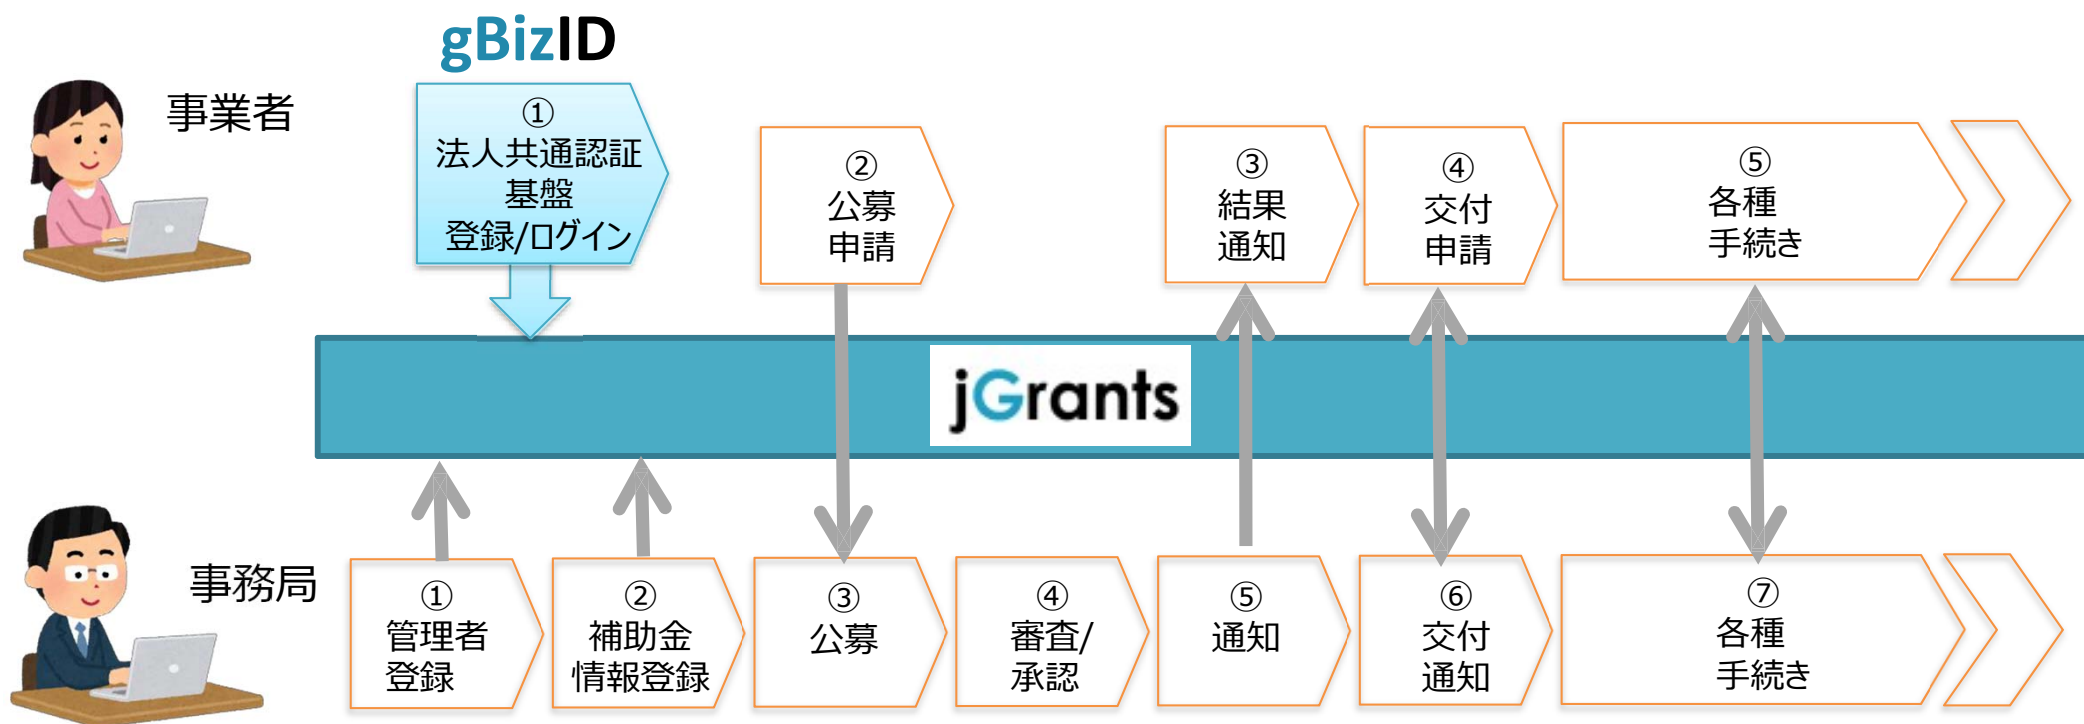 gBizID
事業者
①
法人共通認証
基盤
登録/ログイン
②
公募
申請
③
結果
通知
④
交付
申請
⑤
各種
手続き
jGrants
事務局
①
管理者
登録
②
補助金
情報登録
③
公募
④
審査/
承認
⑤
通知
⑥
交付
通知
⑦
各種
手続き